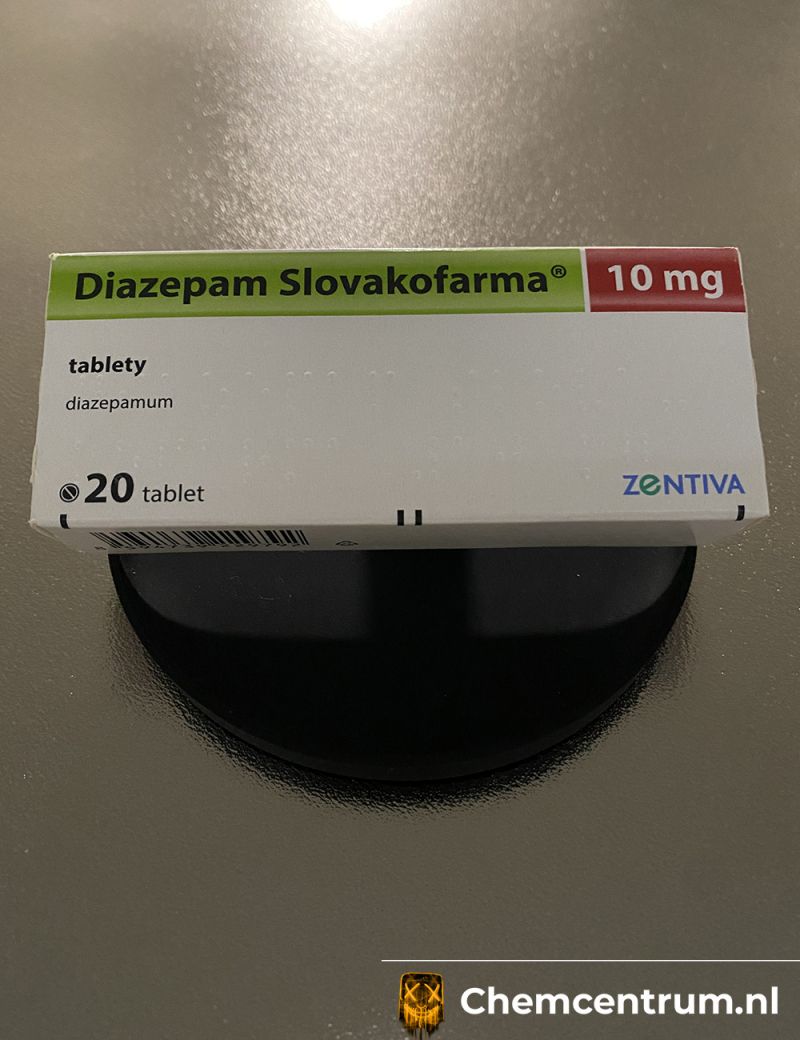 Diazepam Slovakofarma® 10 mg
tablety
diazepamum
20 tablet
ZENTIVA
Chemcentrum.nl